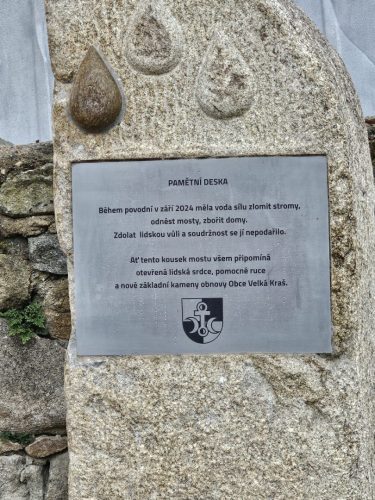 PAMĚTNÍ DESKA
Během povodní v září 2024 měla voda sílu zlomit stromy,
odnést mosty, zbořit domy.
Zdolat lidskou vůli a soudržnost se jí nepodařilo.
Ať tento kousek mostu všem připomíná
otevřená lidská srdce, pomocné ruce
a nové základní kameny obnovy Obce Velká Kraš.